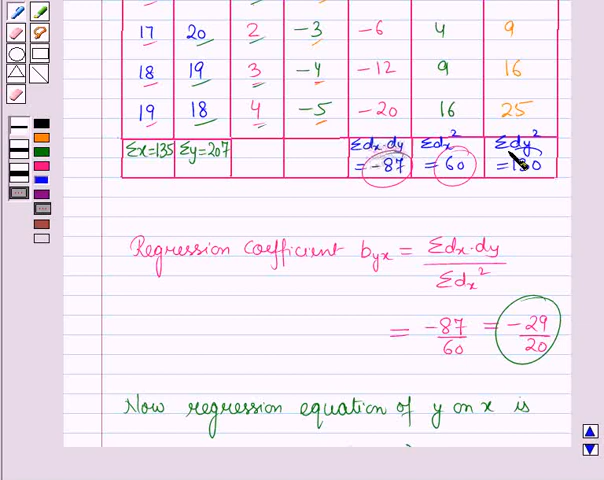 17 20 2 -3 -6 4 9
18 19 3 -4 -12 9 16
19 18 4 -5 -20 16 25
Σx=135 Σy=207 Σdx·dy = -87 Σdx² = 60 Σdy² = 130
Regression coefficient byx = Σdx·dy / Σdx²
= -87/60 = -29/20
Now regression equation of y on x is